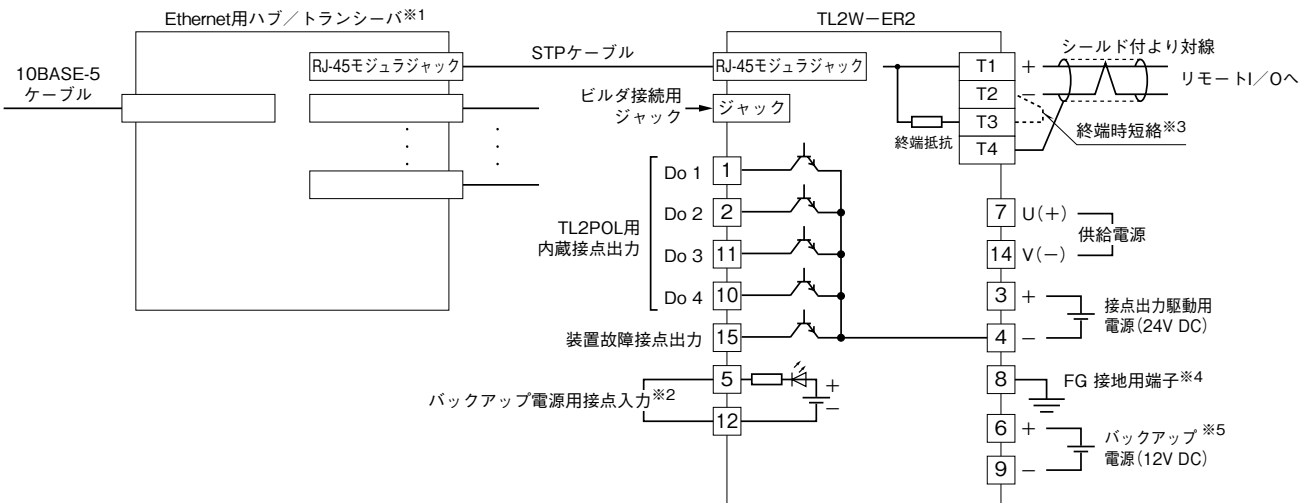 Ethernet用ハブ／トランシーバ※1
10BASE-5
ケーブル
RJ-45モジュラジャック
STPケーブル
TL2W－ER2
RJ-45モジュラジャック
ビルダ接続用
ジャック
ジャック
T1
T2
T3
T4
+
−
シールド付より対線
リモートI／Oへ
終端抵抗
終端時短絡※3
TL2POL用
内蔵接点出力
Do 1
Do 2
Do 3
Do 4
1
2
11
10
装置故障接点出力
15
バックアップ電源用接点入力※2
5
12
+
−
7 U(+)
供給電源
14 V(−)
3 +
接点出力駆動用
電源(24V DC)
4 −
8 FG 接地用端子※4
6 +
バックアップ※5
電源(12V DC)
9 −